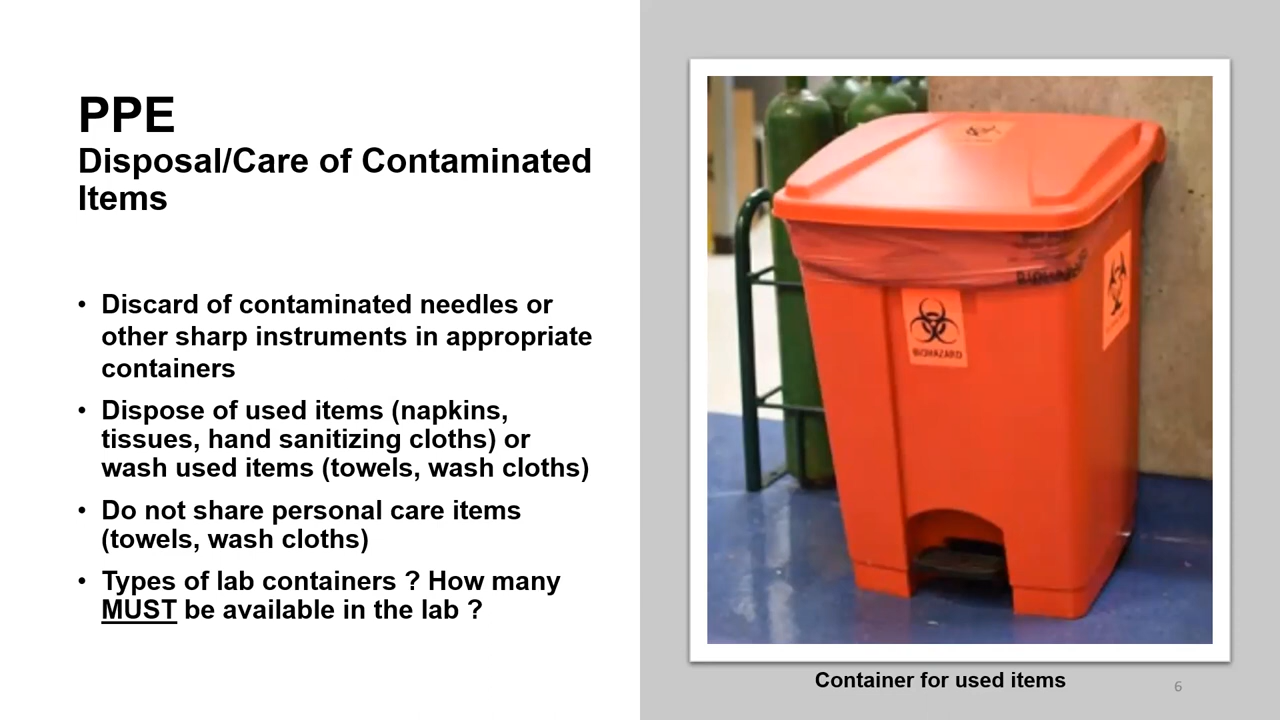 PPE
Disposal/Care of Contaminated
Items
• Discard of contaminated needles or
other sharp instruments in appropriate
containers
• Dispose of used items (napkins,
tissues, hand sanitizing cloths) or
wash used items (towels, wash cloths)
• Do not share personal care items
(towels, wash cloths)
• Types of lab containers ? How many
MUST be available in the lab ?
BIOHAZARD
Container for used items
6